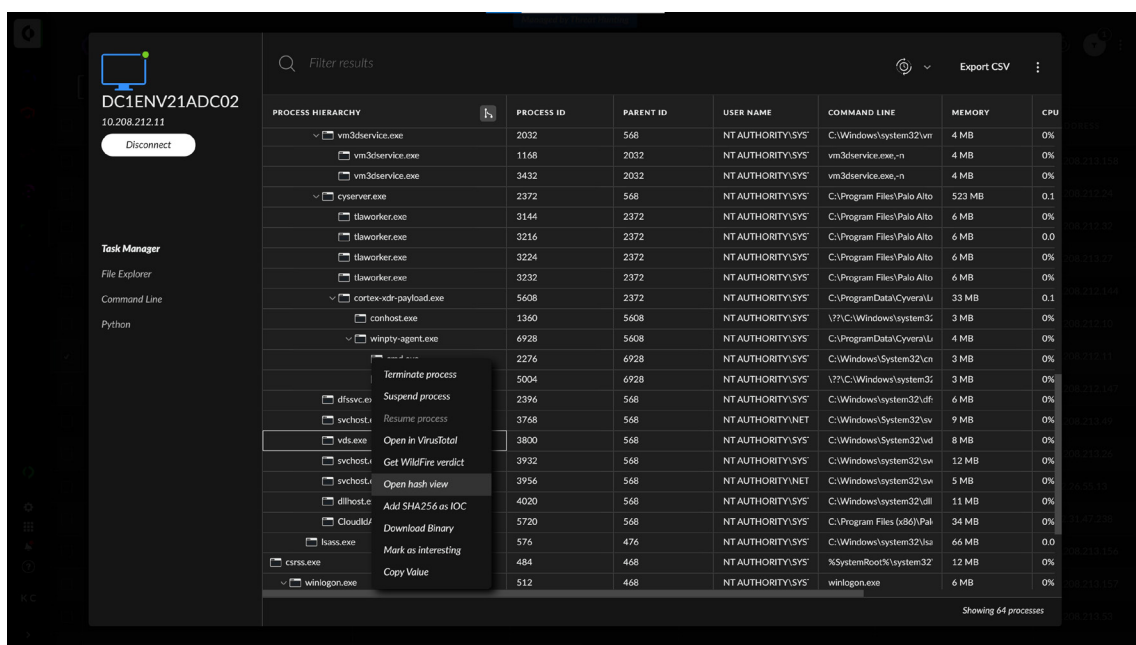 DC1ENV21ADC02
10.208.212.11
Disconnect
Task Manager
File Explorer
Command Line
Python
Filter results
Export CSV
PROCESS HIERARCHY PROCESS ID PARENT ID USER NAME COMMAND LINE MEMORY CPU
vm3dservice.exe 2032 568 NT AUTHORITY\SYS C:\Windows\system32\vm 4 MB 0%
vm3dservice.exe 1168 2032 NT AUTHORITY\SYS vm3dservice.exe,-n 4 MB 0%
vm3dservice.exe 3432 2032 NT AUTHORITY\SYS vm3dservice.exe,-n 4 MB 0%
cyserver.exe 2372 568 NT AUTHORITY\SYS C:\Program Files\Palo Alto 523 MB 0.1
tlaworker.exe 3144 2372 NT AUTHORITY\SYS C:\Program Files\Palo Alto 6 MB 0%
tlaworker.exe 3216 2372 NT AUTHORITY\SYS C:\Program Files\Palo Alto 6 MB 0.0
tlaworker.exe 3224 2372 NT AUTHORITY\SYS C:\Program Files\Palo Alto 6 MB 0%
tlaworker.exe 3232 2372 NT AUTHORITY\SYS C:\Program Files\Palo Alto 6 MB 0%
cortex-xdr-payload.exe 5608 2372 NT AUTHORITY\SYS C:\ProgramData\Cyvera\L 33 MB 0.1
conhost.exe 1360 5608 NT AUTHORITY\SYS \??\C:\Windows\system32 3 MB 0%
winpty-agent.exe 6928 5608 NT AUTHORITY\SYS C:\ProgramData\Cyvera\L 4 MB 0%
2276 6928 NT AUTHORITY\SYS C:\Windows\System32\cm 3 MB 0%
5004 6928 NT AUTHORITY\SYS \??\C:\Windows\system32 3 MB 0%
dfssvc.ex 2396 568 NT AUTHORITY\SYS C:\Windows\system32\dfs 6 MB 0%
svchost.e 3768 568 NT AUTHORITY\NET C:\Windows\System32\sv 9 MB 0%
vds.exe 3800 568 NT AUTHORITY\SYS C:\Windows\System32\vd 8 MB 0%
svchost.e 3932 568 NT AUTHORITY\SYS C:\Windows\system32\sv 12 MB 0%
svchost.e 3956 568 NT AUTHORITY\NET C:\Windows\system32\sv 5 MB 0%
dllhost.e 4020 568 NT AUTHORITY\SYS C:\Windows\system32\dll 11 MB 0%
CloudIdA 5720 568 NT AUTHORITY\SYS C:\Program Files (x86)\Pal 34 MB 0%
lsass.exe 576 476 NT AUTHORITY\SYS C:\Windows\system32\lsa 66 MB 0.0
csrss.exe 484 468 NT AUTHORITY\SYS %SystemRoot%\system32 12 MB 0%
winlogon.exe 512 468 NT AUTHORITY\SYS winlogon.exe 6 MB 0%
Terminate process
Suspend process
Resume process
Open in VirusTotal
Get WildFire verdict
Open hash view
Add SHA256 as IOC
Download Binary
Mark as interesting
Copy Value
Showing 64 processes
KC